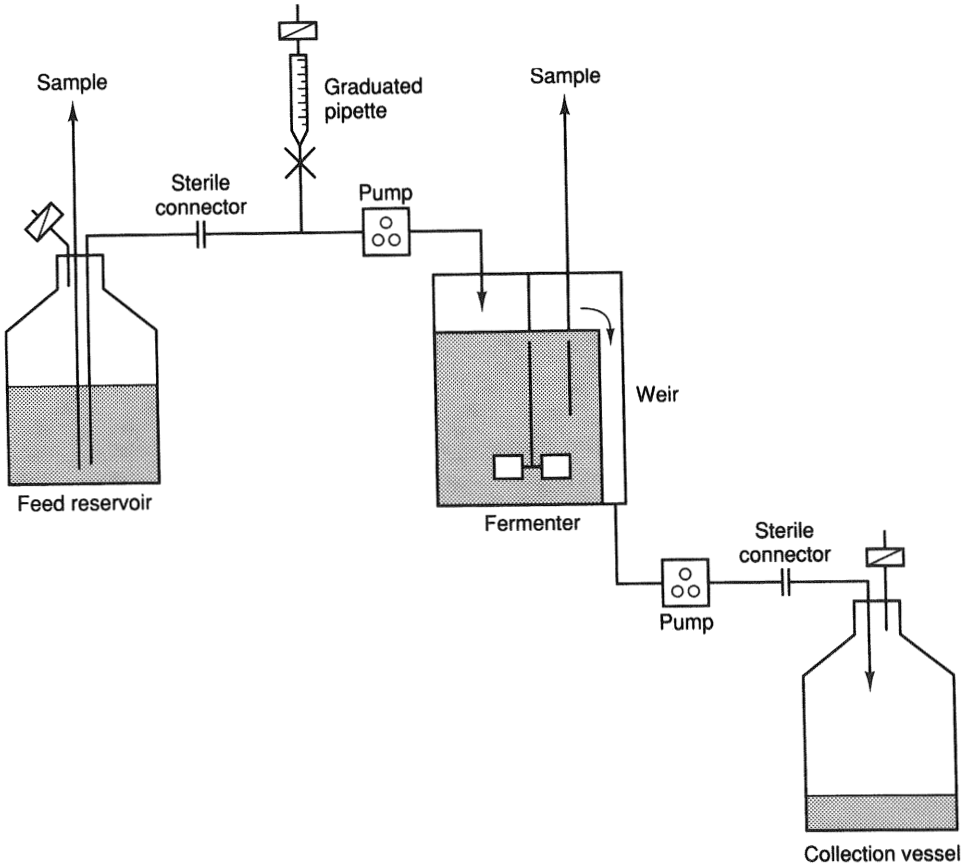 Sample
Graduated
pipette
Sample
Sterile
connector
Pump
Weir
Feed reservoir
Fermenter
Sterile
connector
Pump
Collection vessel